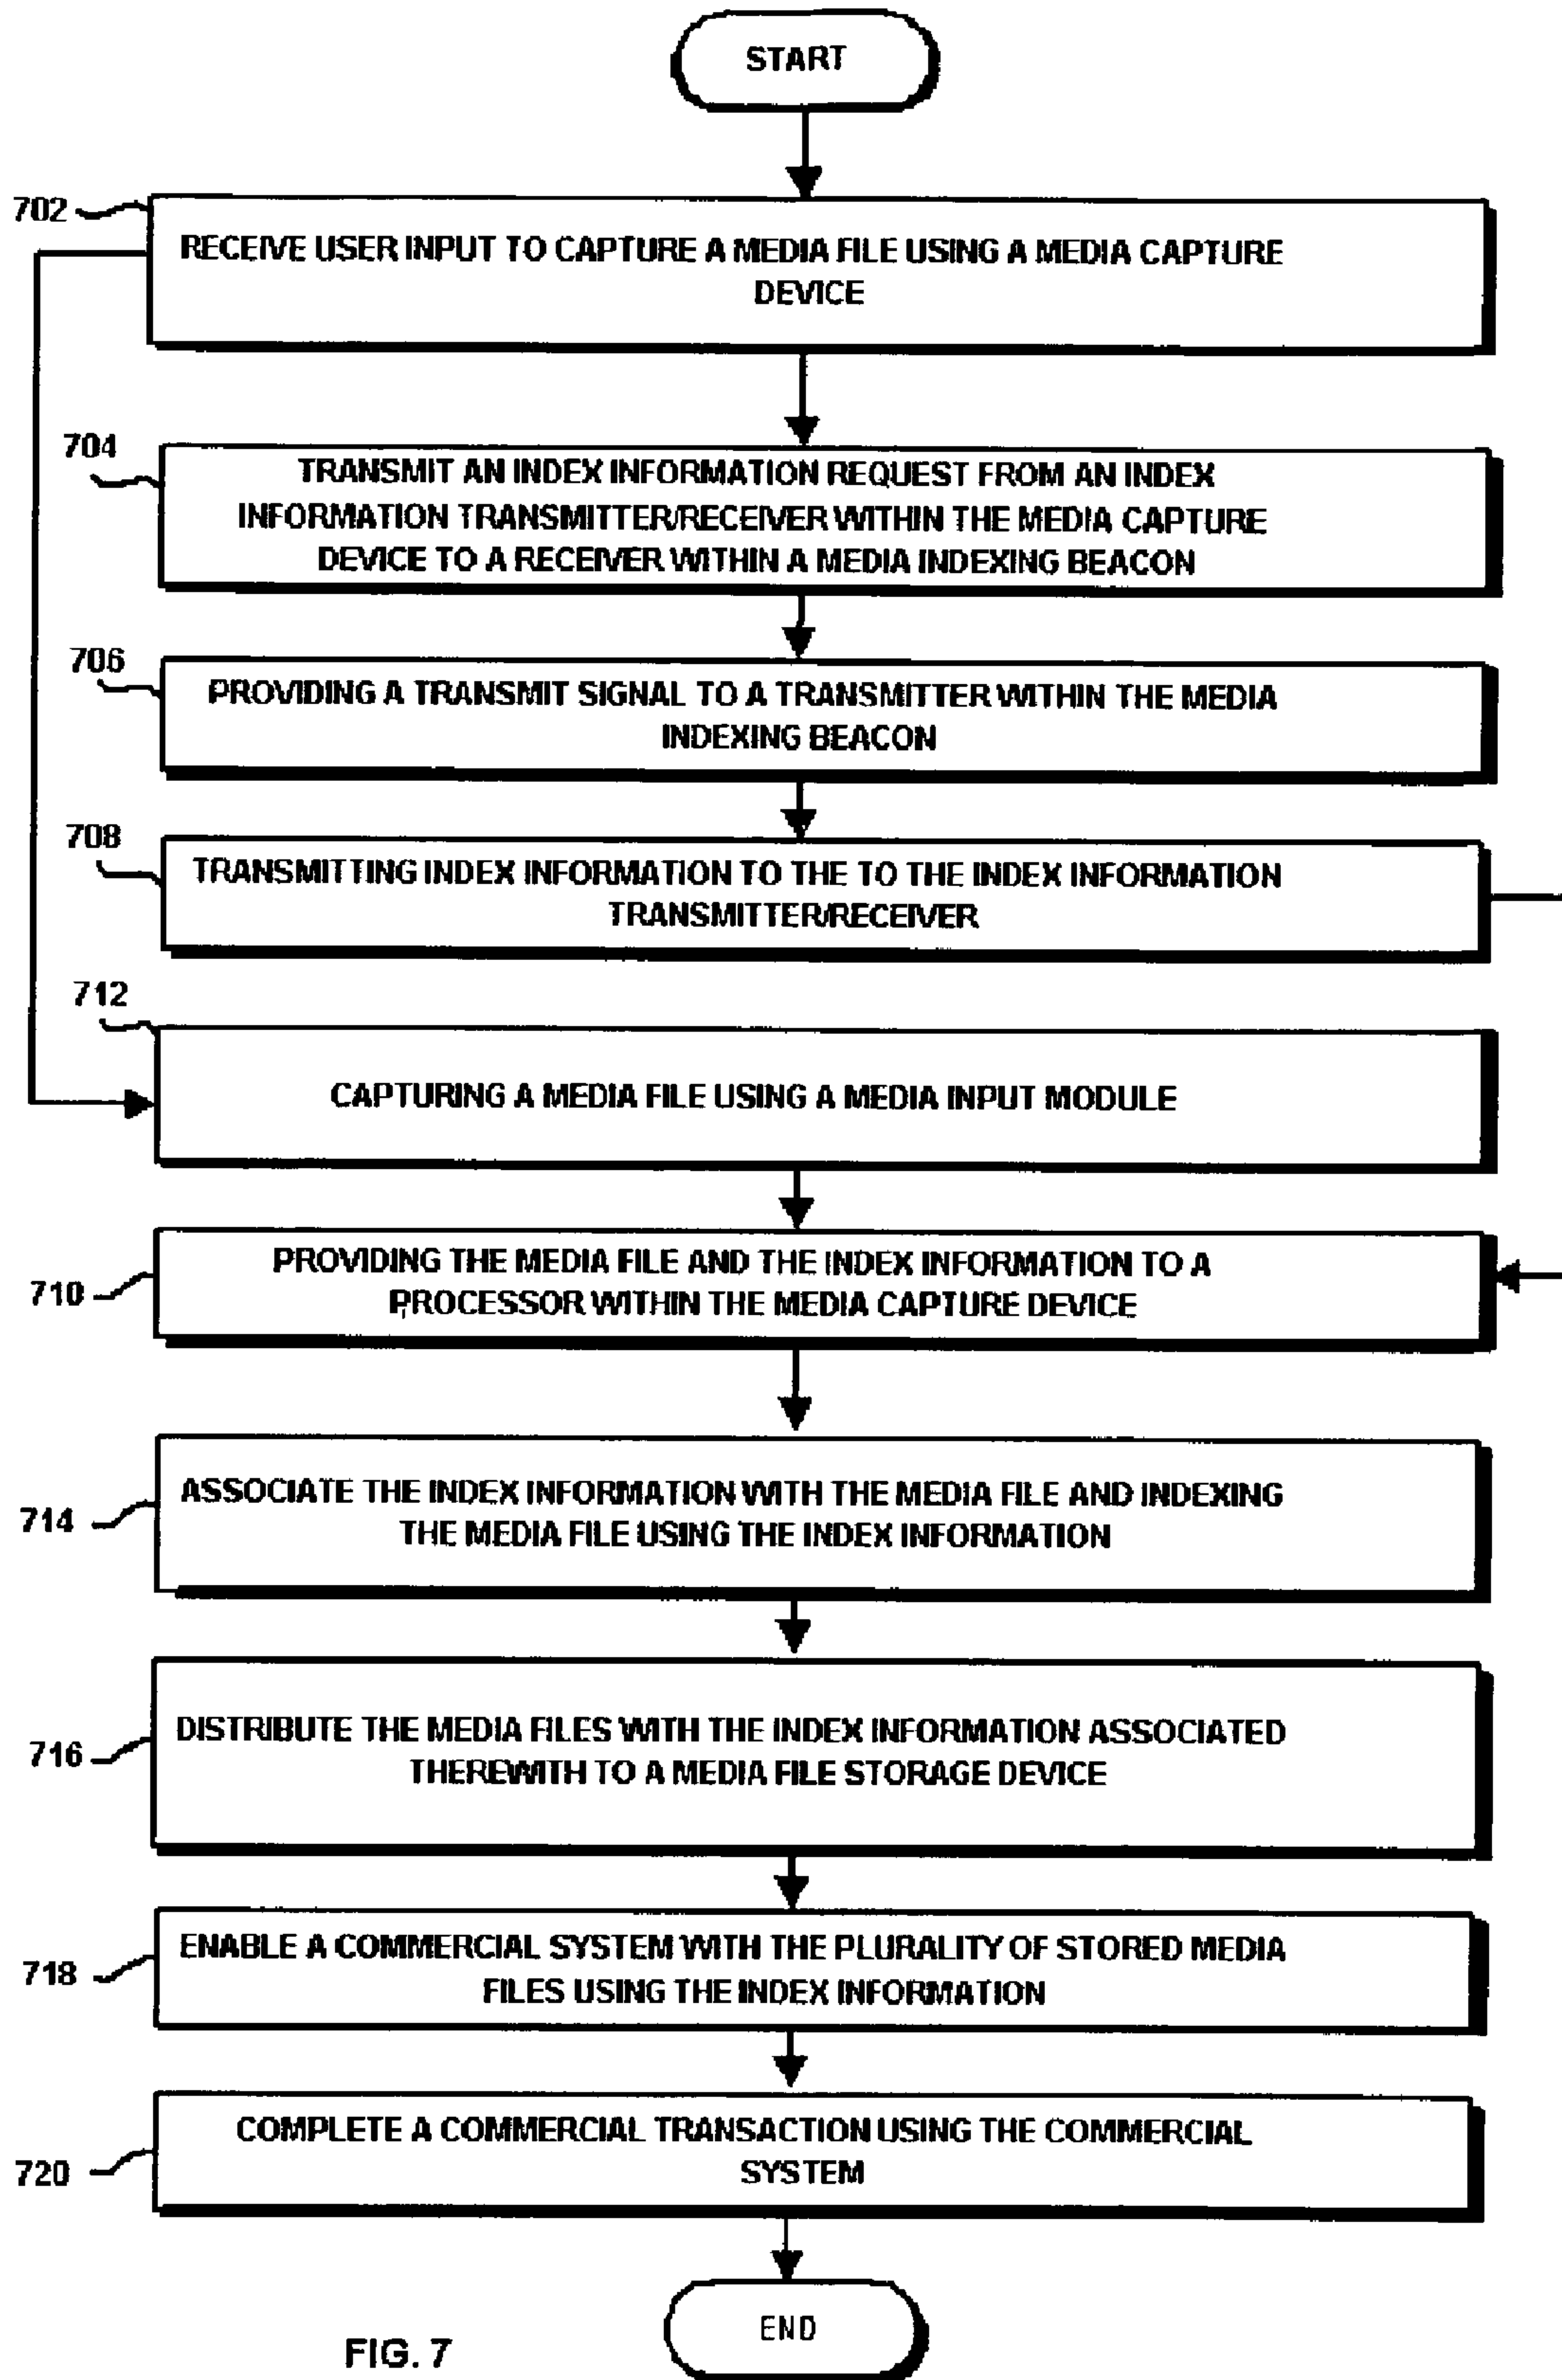 START
702
RECEIVE USER INPUT TO CAPTURE A MEDIA FILE USING A MEDIA CAPTURE
DEVICE
704
TRANSMIT AN INDEX INFORMATION REQUEST FROM AN INDEX
INFORMATION TRANSMITTER/RECEIVER WITHIN THE MEDIA CAPTURE
DEVICE TO A RECEIVER WITHIN A MEDIA INDEXING BEACON
706
PROVIDING A TRANSMIT SIGNAL TO A TRANSMITTER WITHIN THE MEDIA
INDEXING BEACON
708
TRANSMITTING INDEX INFORMATION TO THE TO THE INDEX INFORMATION
TRANSMITTER/RECEIVER
712
CAPTURING A MEDIA FILE USING A MEDIA INPUT MODULE
710
PROVIDING THE MEDIA FILE AND THE INDEX INFORMATION TO A
PROCESSOR WITHIN THE MEDIA CAPTURE DEVICE
714
ASSOCIATE THE INDEX INFORMATION WITH THE MEDIA FILE AND INDEXING
THE MEDIA FILE USING THE INDEX INFORMATION
716
DISTRIBUTE THE MEDIA FILES WITH THE INDEX INFORMATION ASSOCIATED
THEREWITH TO A MEDIA FILE STORAGE DEVICE
718
ENABLE A COMMERCIAL SYSTEM WITH THE PLURALITY OF STORED MEDIA
FILES USING THE INDEX INFORMATION
720
COMPLETE A COMMERCIAL TRANSACTION USING THE COMMERCIAL
SYSTEM
END
FIG. 7